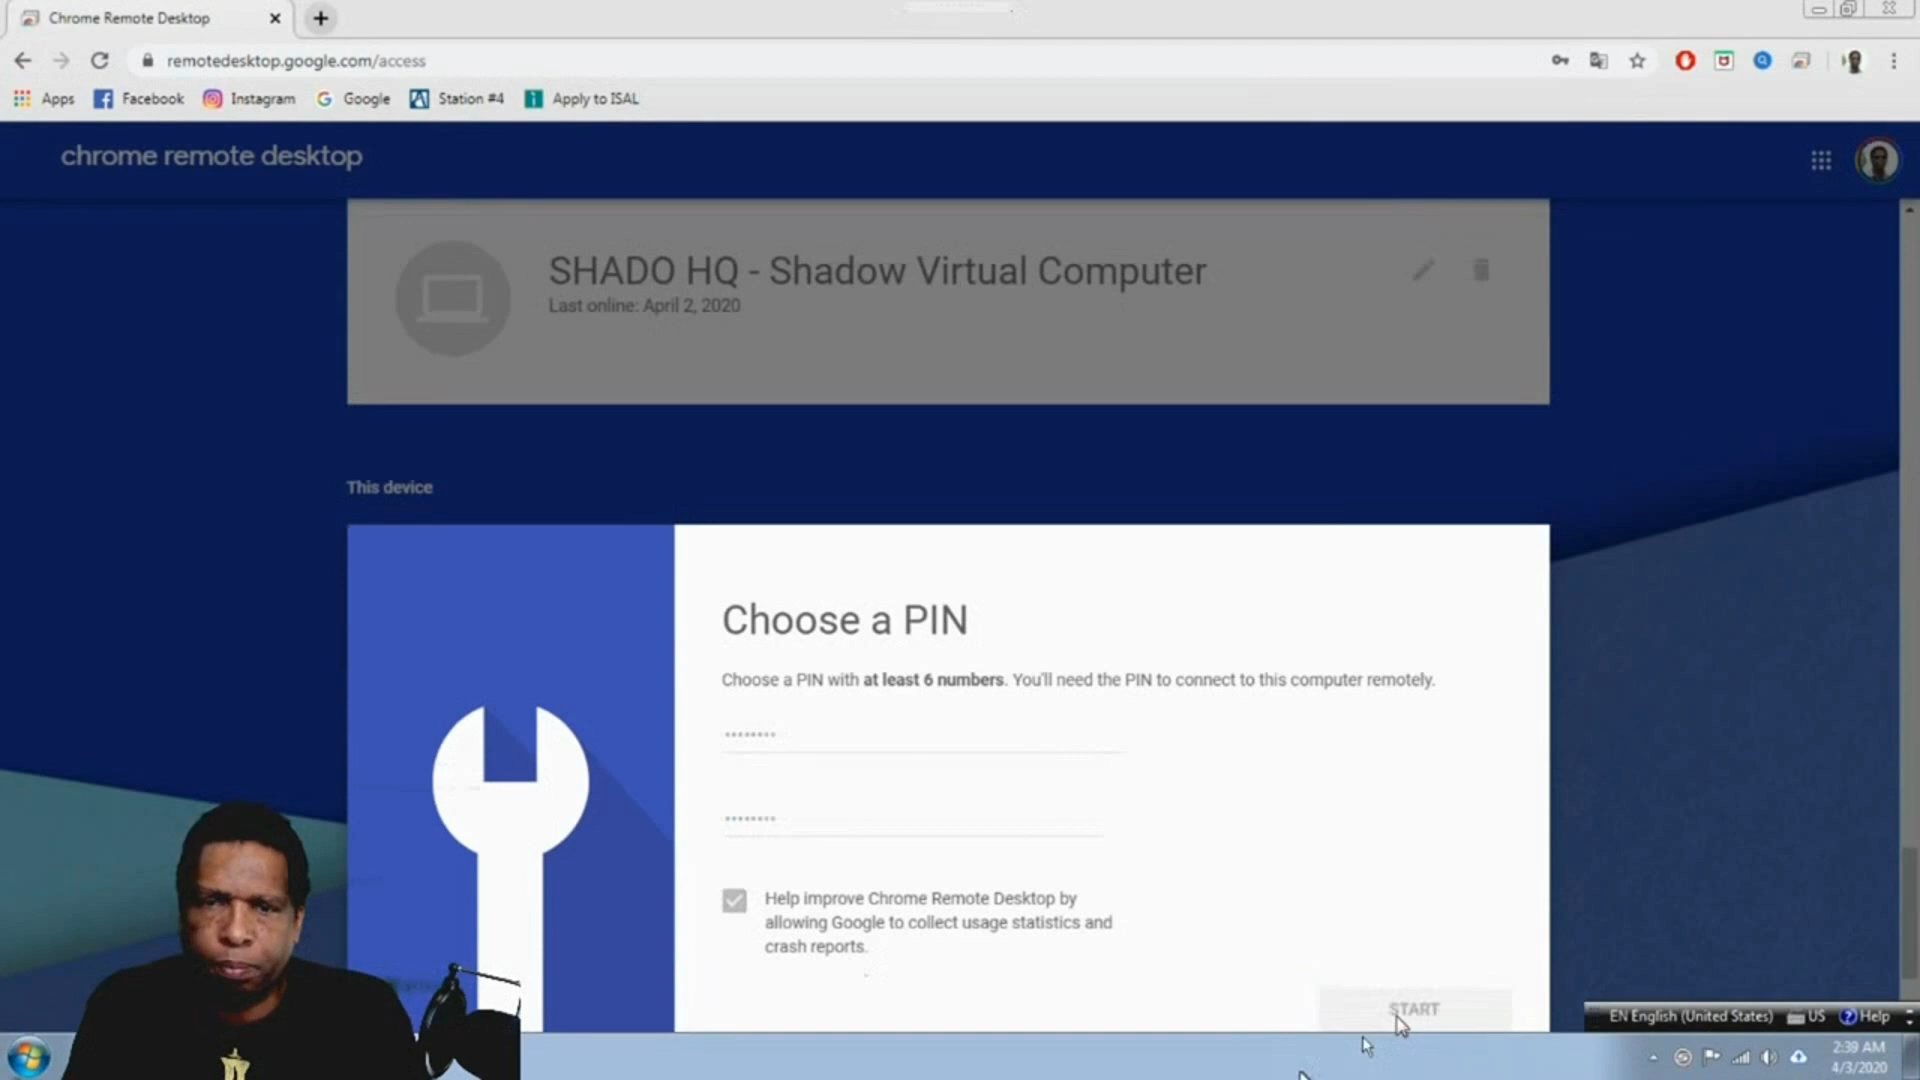 Chrome Remote Desktop
remotedesktop.google.com/access
Apps Facebook Instagram Google Station #4 Apply to ISAL
chrome remote desktop
SHADO HQ - Shadow Virtual Computer
Last online: April 2, 2020
This device
Choose a PIN
Choose a PIN with at least 6 numbers. You'll need the PIN to connect to this computer remotely.
Help improve Chrome Remote Desktop by
allowing Google to collect usage statistics and
crash reports.
START
EN English (United States) US Help
2:39 AM
4/3/2020